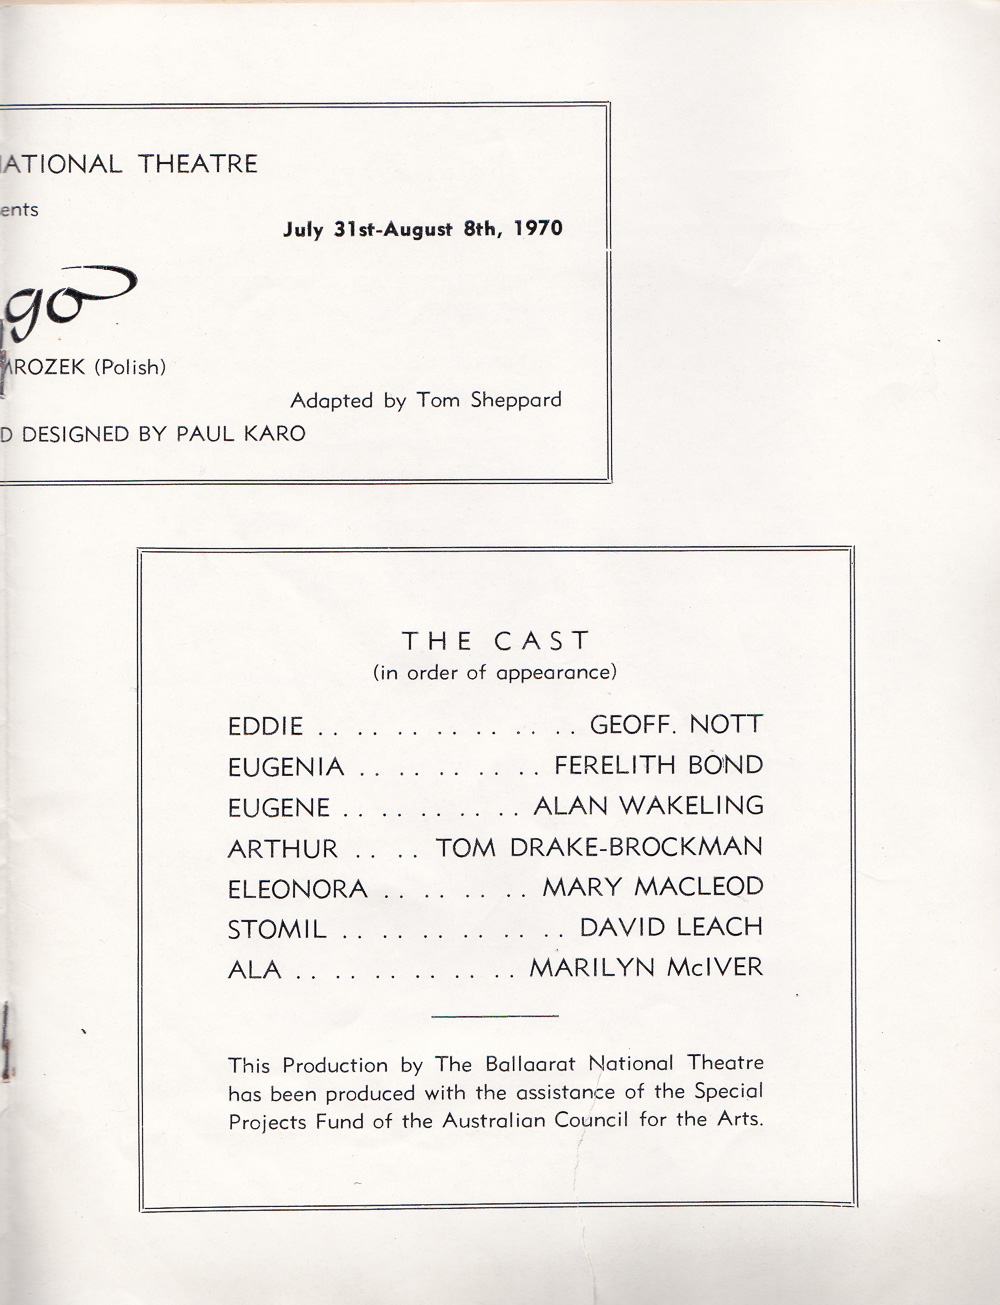 ATIONAL THEATRE
ents
July 31st-August 8th, 1970
go
ROZEK (Polish)
Adapted by Tom Sheppard
D DESIGNED BY PAUL KARO
THE CAST
(in order of appearance)
EDDIE . . . . . . . . . . . . . . GEOFF. NOTT
EUGENIA . . . . . . . . . . FERELITH BOND
EUGENE . . . . . . . . . . ALAN WAKELING
ARTHUR . . . . TOM DRAKE-BROCKMAN
ELEONORA . . . . . . . . MARY MACLEOD
STOMIL . . . . . . . . . . . . DAVID LEACH
ALA . . . . . . . . . . . . MARILYN McIVER
This Production by The Ballaarat National Theatre
has been produced with the assistance of the Special
Projects Fund of the Australian Council for the Arts.